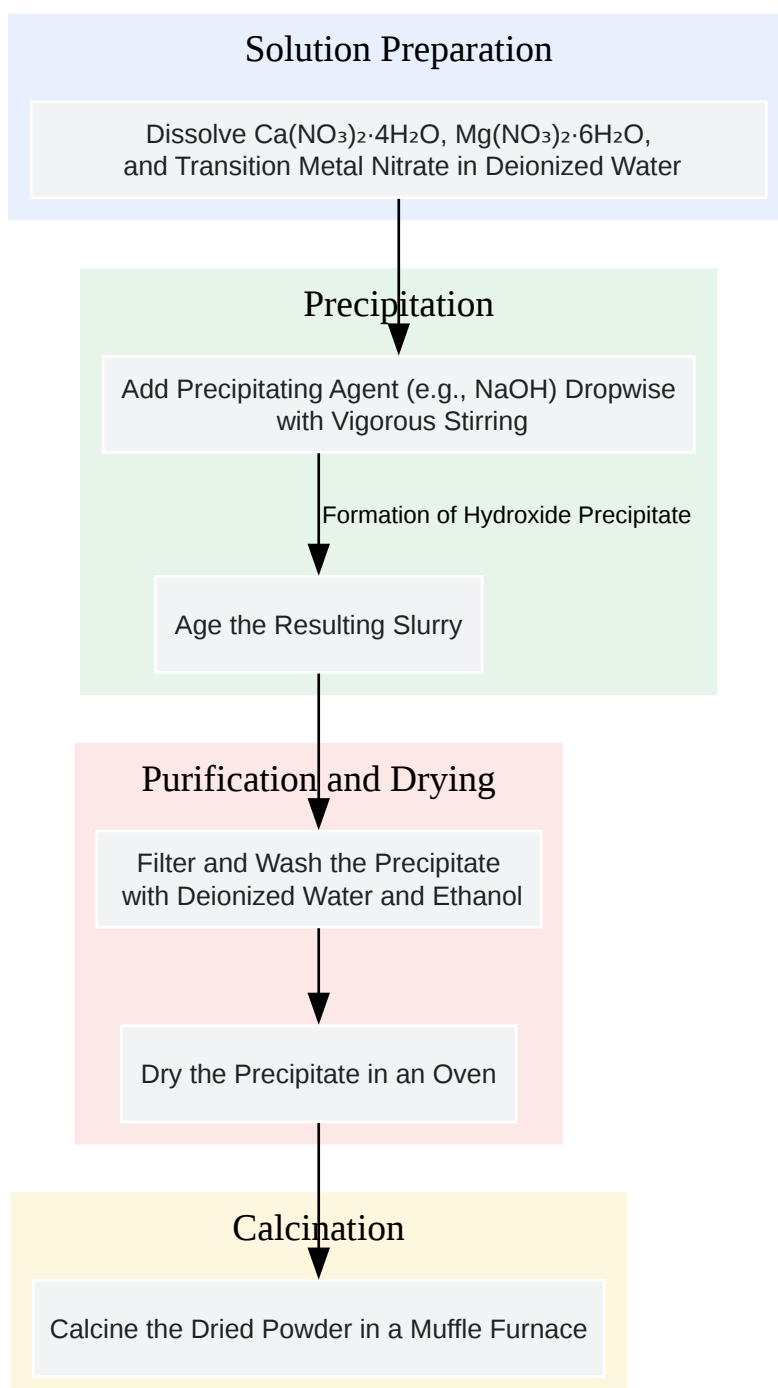 Solution Preparation
Dissolve Ca(NO₃)₂·4H₂O, Mg(NO₃)₂·6H₂O,
and Transition Metal Nitrate in Deionized Water
Precipitation
Add Precipitating Agent (e.g., NaOH) Dropwise
with Vigorous Stirring
Formation of Hydroxide Precipitate
Age the Resulting Slurry
Purification and Drying
Filter and Wash the Precipitate
with Deionized Water and Ethanol
Dry the Precipitate in an Oven
Calcination
Calcine the Dried Powder in a Muffle Furnace